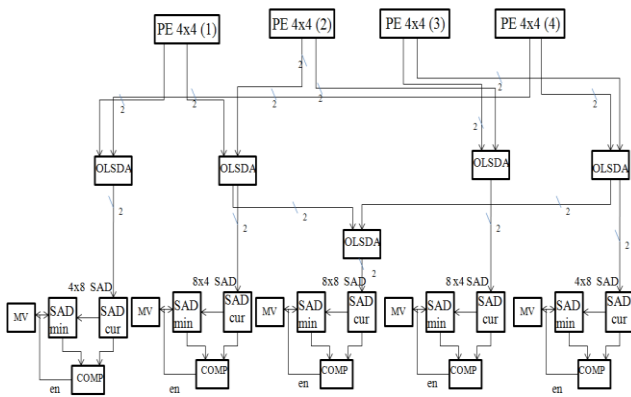 PE 4x4 (1)
PE 4x4 (2)
PE 4x4 (3)
PE 4x4 (4)
2
2
2
2
2
2
2
2
OLSDA
OLSDA
OLSDA
OLSDA
2
2
2
2
2
2
OLSDA
2
4x8 SAD
8x4 SAD
8x8 SAD
8x4 SAD
4x8 SAD
MV
SAD min
SAD cur
MV
SAD min
SAD cur
MV
SAD min
SAD cur
MV
SAD min
SAD cur
MV
SAD min
SAD cur
COMP
COMP
COMP
COMP
COMP
en
en
en
en
en